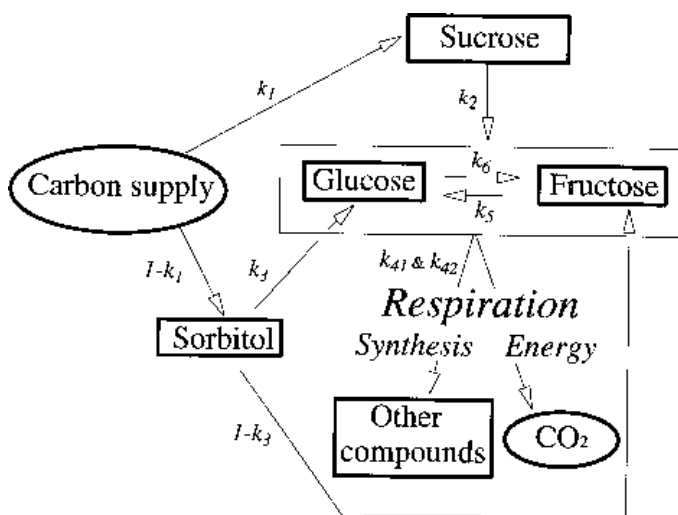 Sucrose
k1
k2
k6
Carbon supply
Glucose
Fructose
k5
1-k1
k3
k41 & k42
Respiration
Sorbitol
Synthesis
Energy
Other
compounds
CO2
1-k3